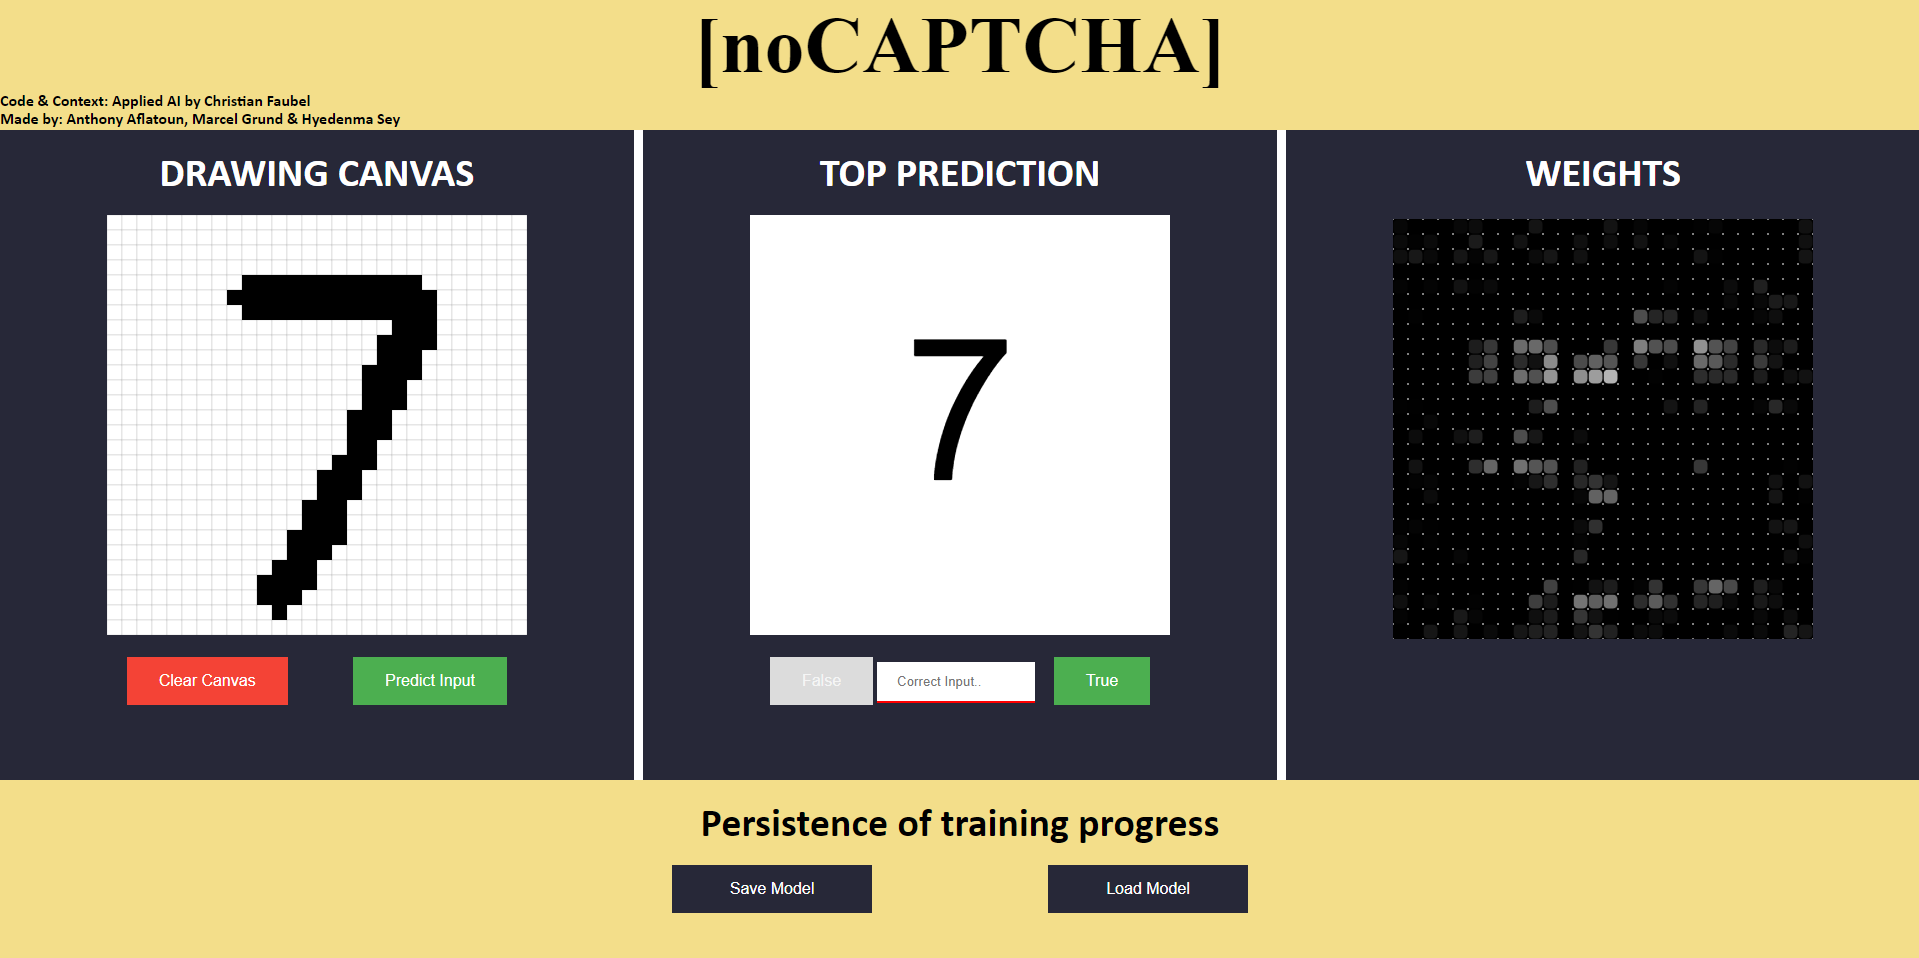 [noCAPTCHA]
Code & Context: Applied AI by Christian Faubel
Made by: Anthony Aflatoun, Marcel Grund & Hyedenma Sey
DRAWING CANVAS
TOP PREDICTION
WEIGHTS
7
7
Clear Canvas
Predict Input
False
Correct Input..
True
Persistence of training progress
Save Model
Load Model